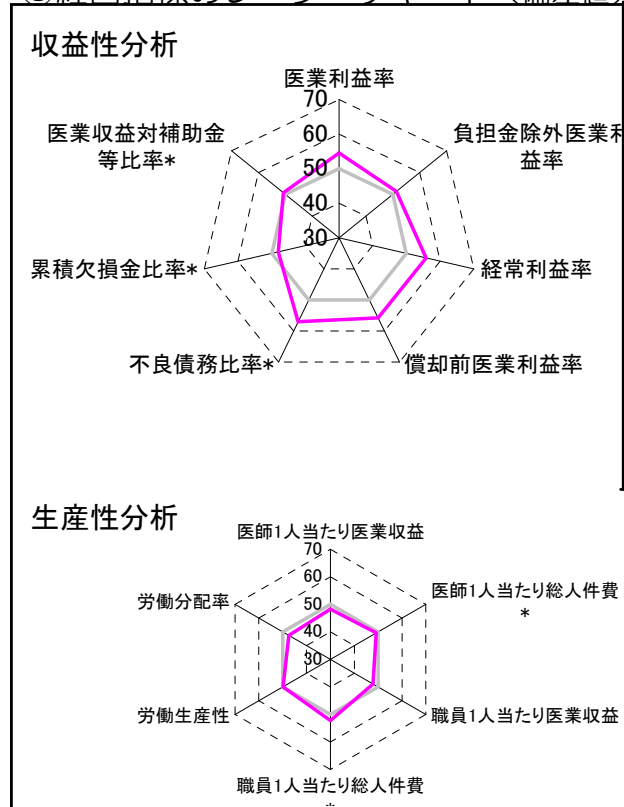 収益性分析
医業利益率
70
60
50
40
30
医業収益対補助金
等比率*
負担金除外医業利
益率
累積欠損金比率*
経常利益率
不良債務比率*
償却前医業利益率
生産性分析
医師1人当たり医業収益
70
60
50
40
30
労働分配率
医師1人当たり総人件費
*
労働生産性
職員1人当たり医業収益
職員1人当たり総人件費
*